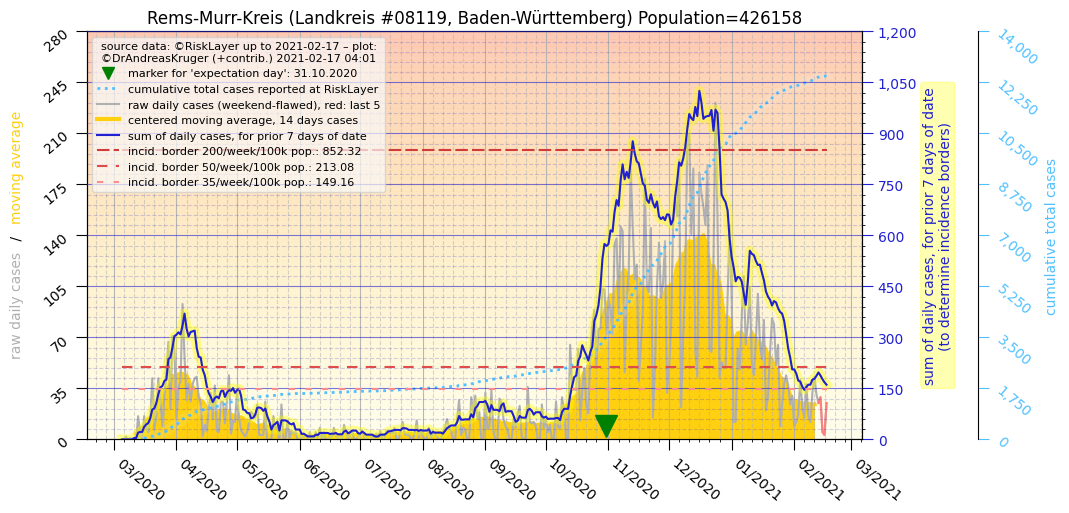 Rems-Murr-Kreis (Landkreis #08119, Baden-Württemberg) Population=426158
source data: ©RiskLayer up to 2021-02-17 – plot:
©DrAndreasKruger (+contrib.) 2021-02-17 04:01
marker for 'expectation day': 31.10.2020
cumulative total cases reported at RiskLayer
raw daily cases (weekend-flawed), red: last 5
centered moving average, 14 days cases
sum of daily cases, for prior 7 days of date
incid. border 200/week/100k pop.: 852.32
incid. border 50/week/100k pop.: 213.08
incid. border 35/week/100k pop.: 149.16
raw daily cases / moving average
280
245
210
175
140
105
70
35
0
03/2020
04/2020
05/2020
06/2020
07/2020
08/2020
09/2020
10/2020
11/2020
12/2020
01/2021
02/2021
03/2021
1,200
1,050
900
750
600
450
300
150
0
sum of daily cases, for prior 7 days of date
(to determine incidence borders)
14,000
12,250
10,500
8,750
7,000
5,250
3,500
1,750
0
cumulative total cases